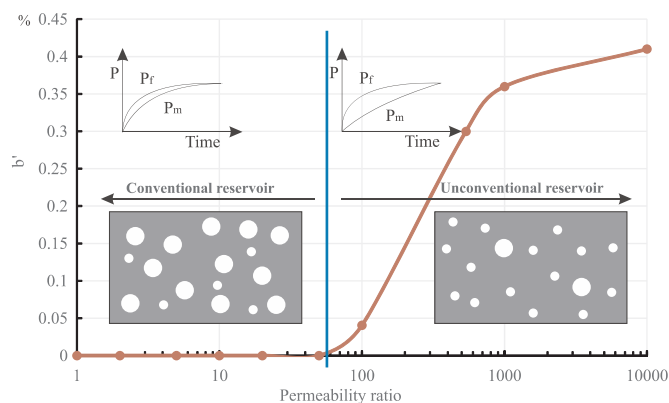 %
0.45
0.4
0.35
0.3
0.25
0.2
0.15
0.1
0.05
0
b'
P
Pf
Pm
Time
P
Pf
Pm
Time
Conventional reservoir
Unconventional reservoir
1
10
100
1000
10000
Permeability ratio